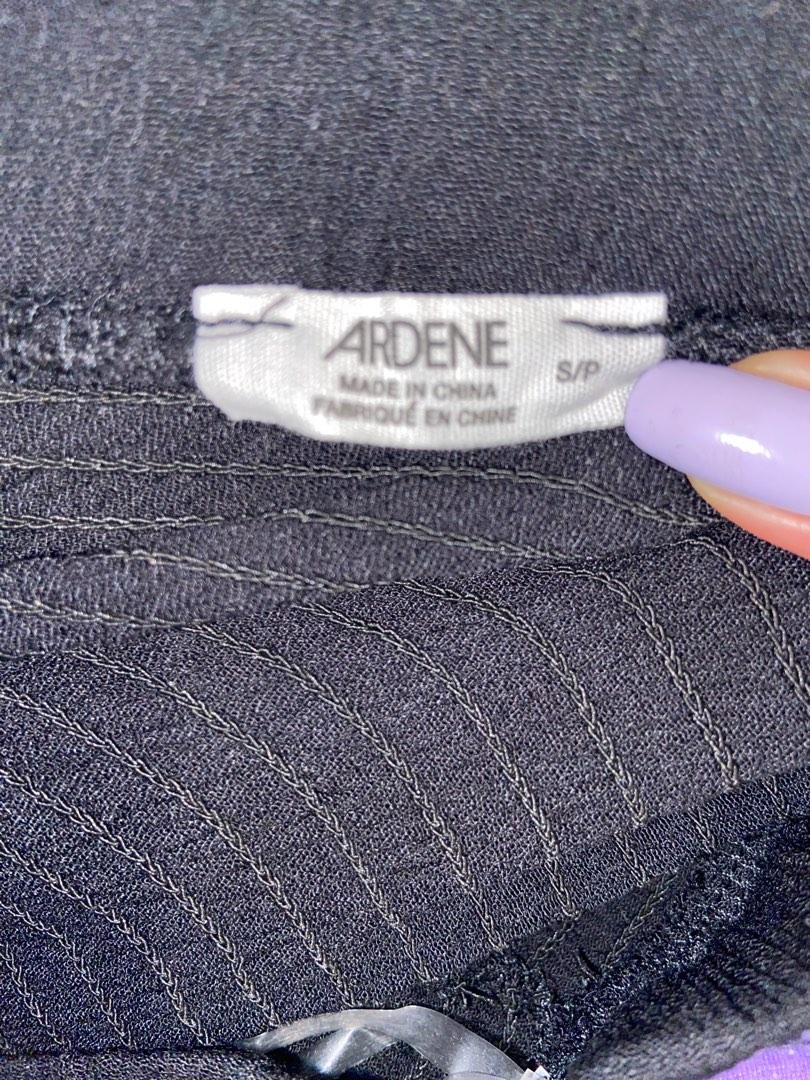 ARDENE
S/P
MADE IN CHINA
FABRIQUÉ EN CHINE